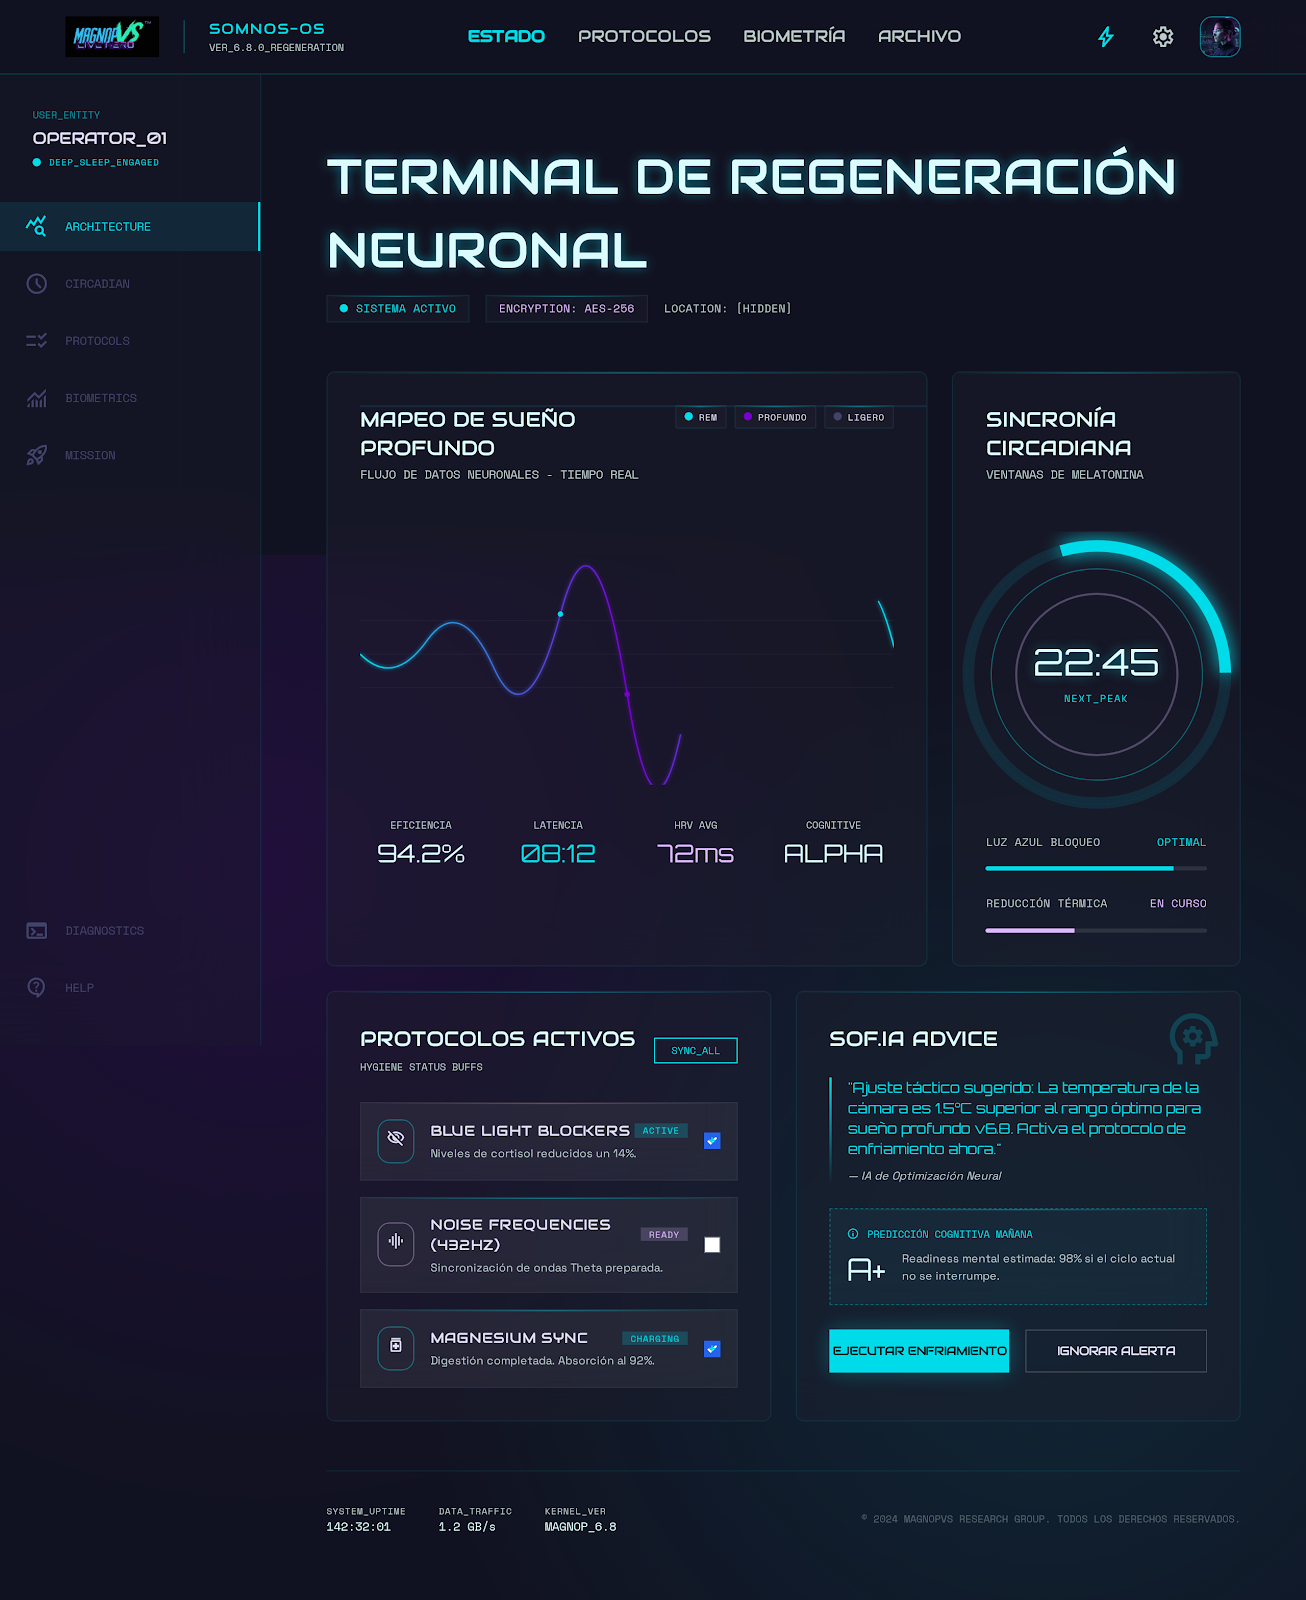 MAGNOPVS
LIVE HERO
SOMNOS-OS
VER_6.8.0_REGENERATION
ESTADO
PROTOCOLOS
BIOMETRÍA
ARCHIVO
USER_ENTITY
OPERATOR_01
DEEP_SLEEP_ENGAGED
ARCHITECTURE
CIRCADIAN
PROTOCOLS
BIOMETRICS
MISSION
DIAGNOSTICS
HELP
TERMINAL DE REGENERACIÓN
NEURONAL
SISTEMA ACTIVO
ENCRYPTION: AES-256
LOCATION: [HIDDEN]
MAPEO DE SUEÑO
PROFUNDO
FLUJO DE DATOS NEURONALES - TIEMPO REAL
REM
PROFUNDO
LIGERO
EFICIENCIA
94.2%
LATENCIA
08:12
HRV AVG
72ms
COGNITIVE
ALPHA
SINCRONÍA
CIRCADIANA
VENTANAS DE MELATONINA
22:45
NEXT_PEAK
LUZ AZUL BLOQUEO
OPTIMAL
REDUCCIÓN TÉRMICA
EN CURSO
PROTOCOLOS ACTIVOS
HYGIENE STATUS BUFFS
SYNC_ALL
BLUE LIGHT BLOCKERS
ACTIVE
Niveles de cortisol reducidos un 14%.
NOISE FREQUENCIES
(432HZ)
READY
Sincronización de ondas Theta preparada.
MAGNESIUM SYNC
CHARGING
Digestión completada. Absorción al 92%.
SOF.IA ADVICE
"Ajuste táctico sugerido: La temperatura de la
cámara es 1.5°C superior al rango óptimo para
sueño profundo v6.8. Activa el protocolo de
enfriamiento ahora."
— IA de Optimización Neural
PREDICCIÓN COGNITIVA MAÑANA
A+
Readiness mental estimada: 98% si el ciclo actual
no se interrumpe.
EJECUTAR ENFRIAMIENTO
IGNORAR ALERTA
SYSTEM_UPTIME
142:32:01
DATA_TRAFFIC
1.2 GB/s
KERNEL_VER
MAGNOP_6.8
© 2024 MAGNOPVS RESEARCH GROUP. TODOS LOS DERECHOS RESERVADOS.